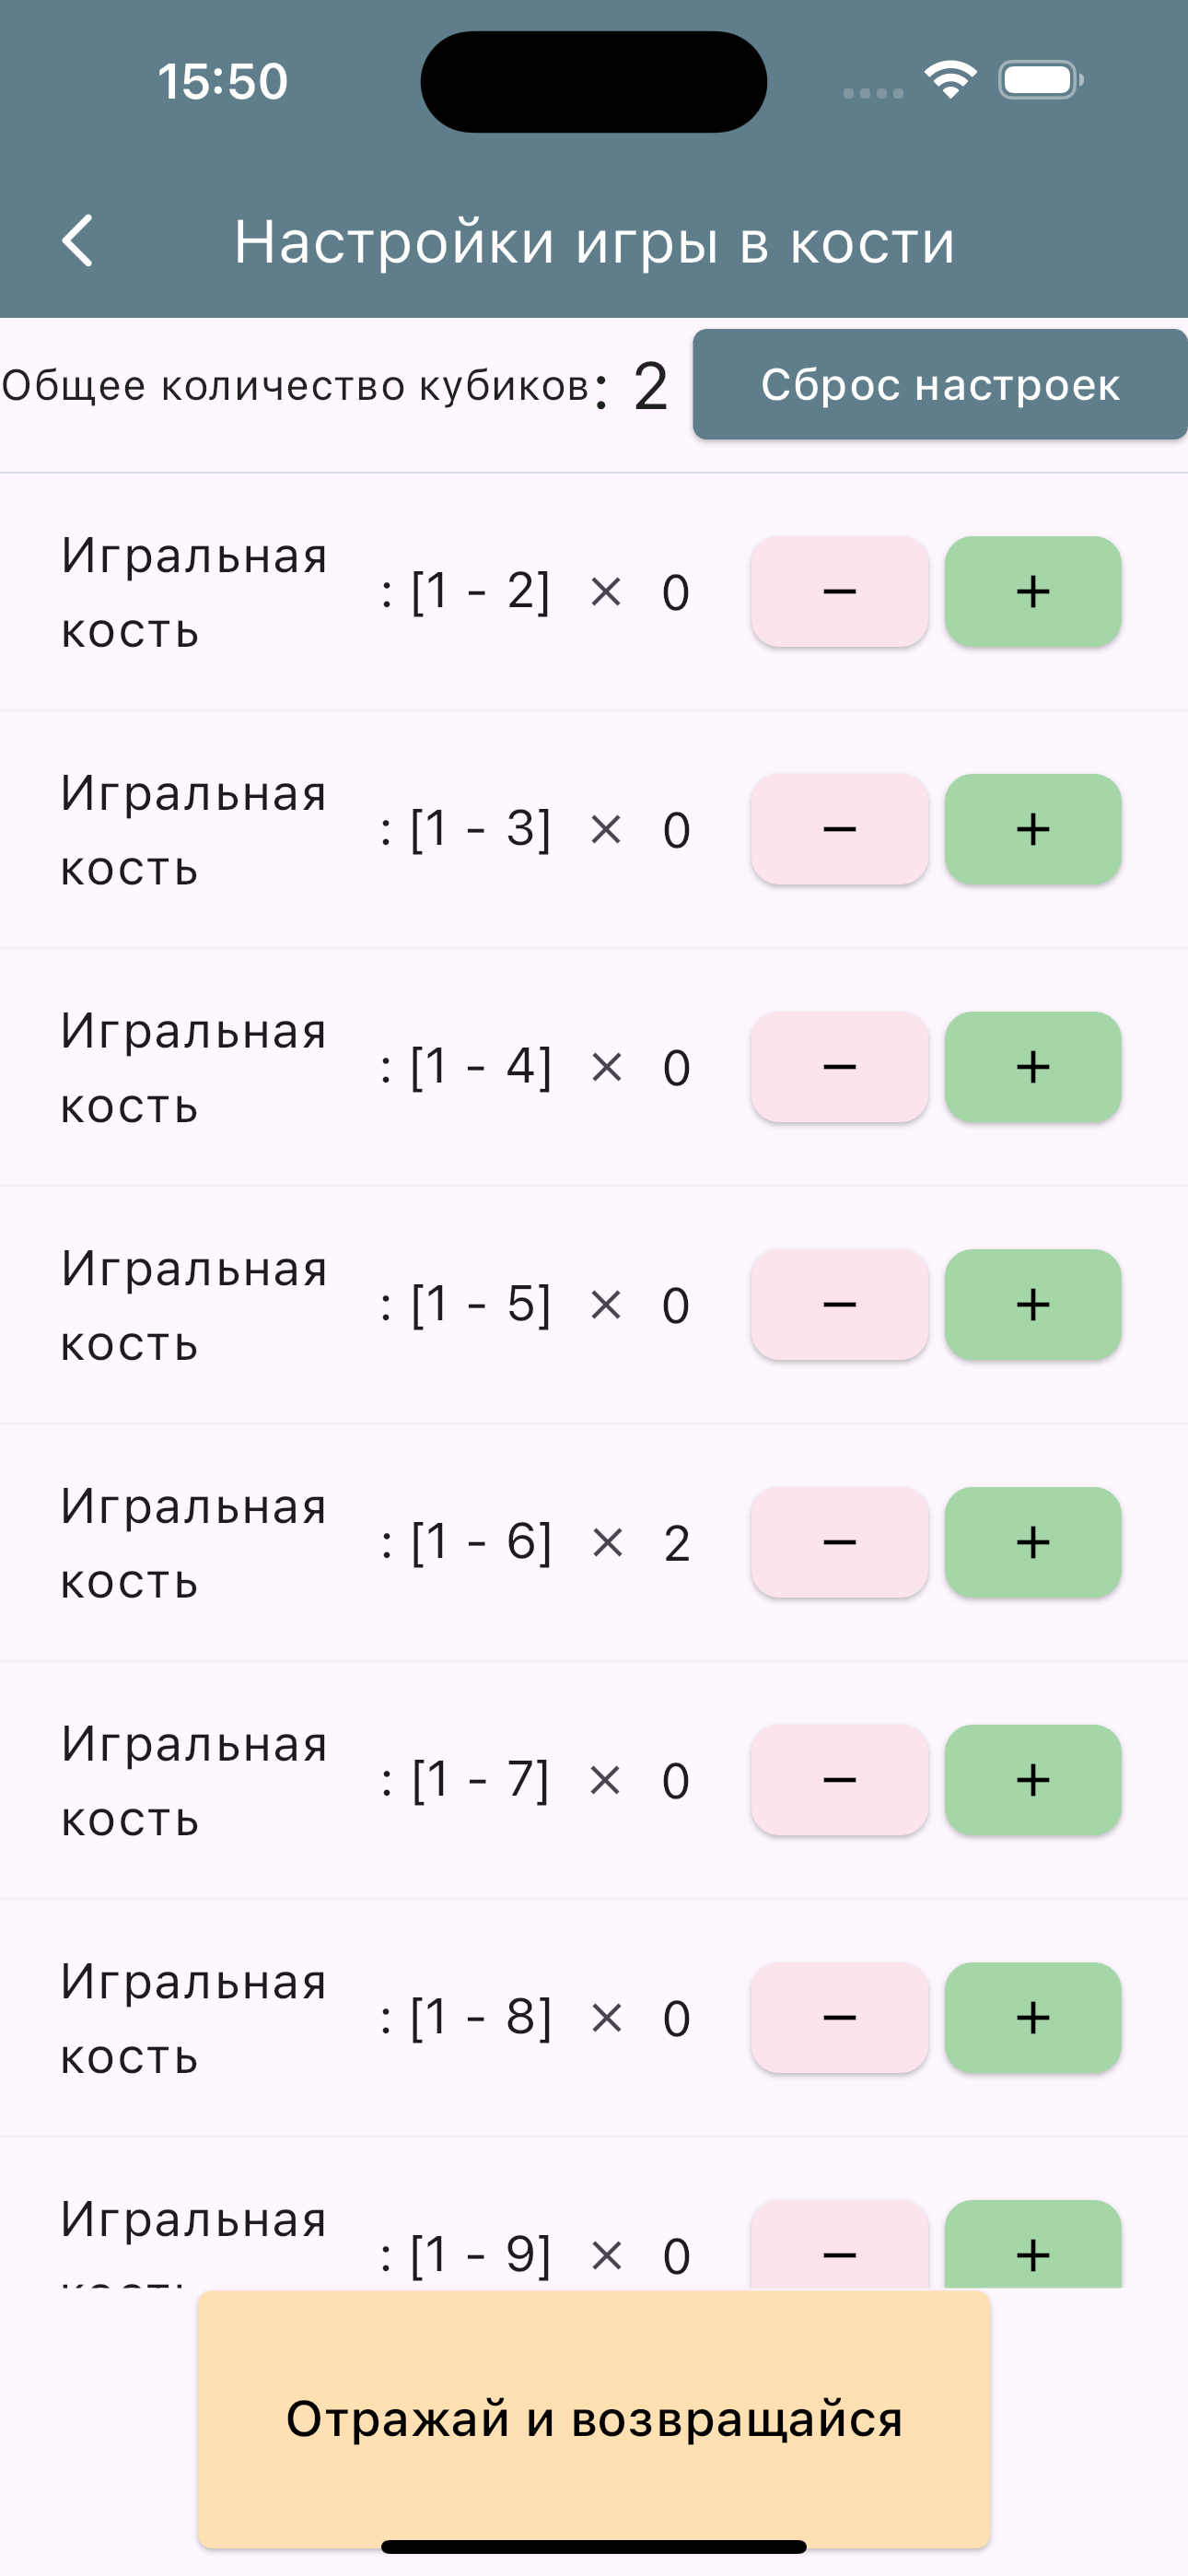 15:50
Настройки игры в кости
Общее количество кубиков: 2 Сброс настроек
Игральная
кость
: [1 - 2] × 0 − +
Игральная
кость
: [1 - 3] × 0 − +
Игральная
кость
: [1 - 4] × 0 − +
Игральная
кость
: [1 - 5] × 0 − +
Игральная
кость
: [1 - 6] × 2 − +
Игральная
кость
: [1 - 7] × 0 − +
Игральная
кость
: [1 - 8] × 0 − +
Игральная
: [1 - 9] × 0 − +
Отражай и возвращайся